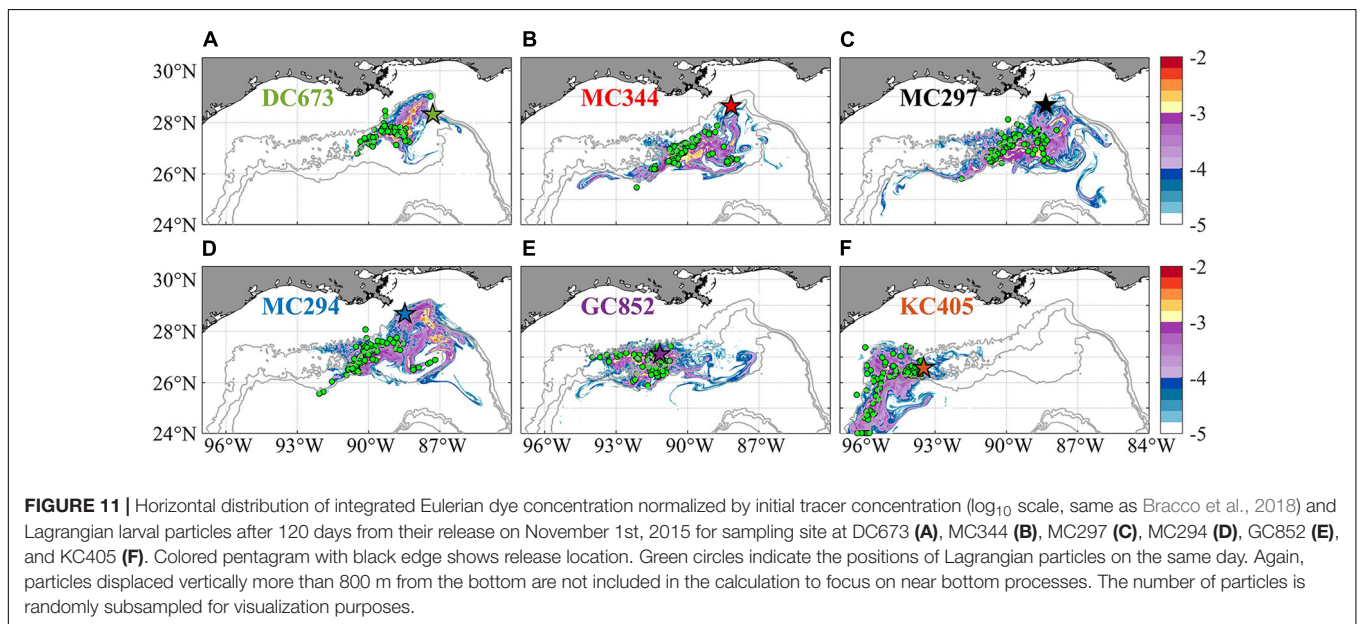 A B C
30°N
28°N
26°N
24°N
DC673 MC344 MC297
-2
-3
-4
-5
D E F
30°N
28°N
26°N
24°N
MC294 GC852 KC405
-2
-3
-4
-5
96°W 93°W 90°W 87°W 96°W 93°W 90°W 87°W 96°W 93°W 90°W 87°W 84°W
FIGURE 11 | Horizontal distribution of integrated Eulerian dye concentration normalized by initial tracer concentration (log10 scale, same as Bracco et al., 2018) and
Lagrangian larval particles after 120 days from their release on November 1st, 2015 for sampling site at DC673 (A), MC344 (B), MC297 (C), MC294 (D), GC852 (E),
and KC405 (F). Colored pentagram with black edge shows release location. Green circles indicate the positions of Lagrangian particles on the same day. Again,
particles displaced vertically more than 800 m from the bottom are not included in the calculation to focus on near bottom processes. The number of particles is
randomly subsampled for visualization purposes.